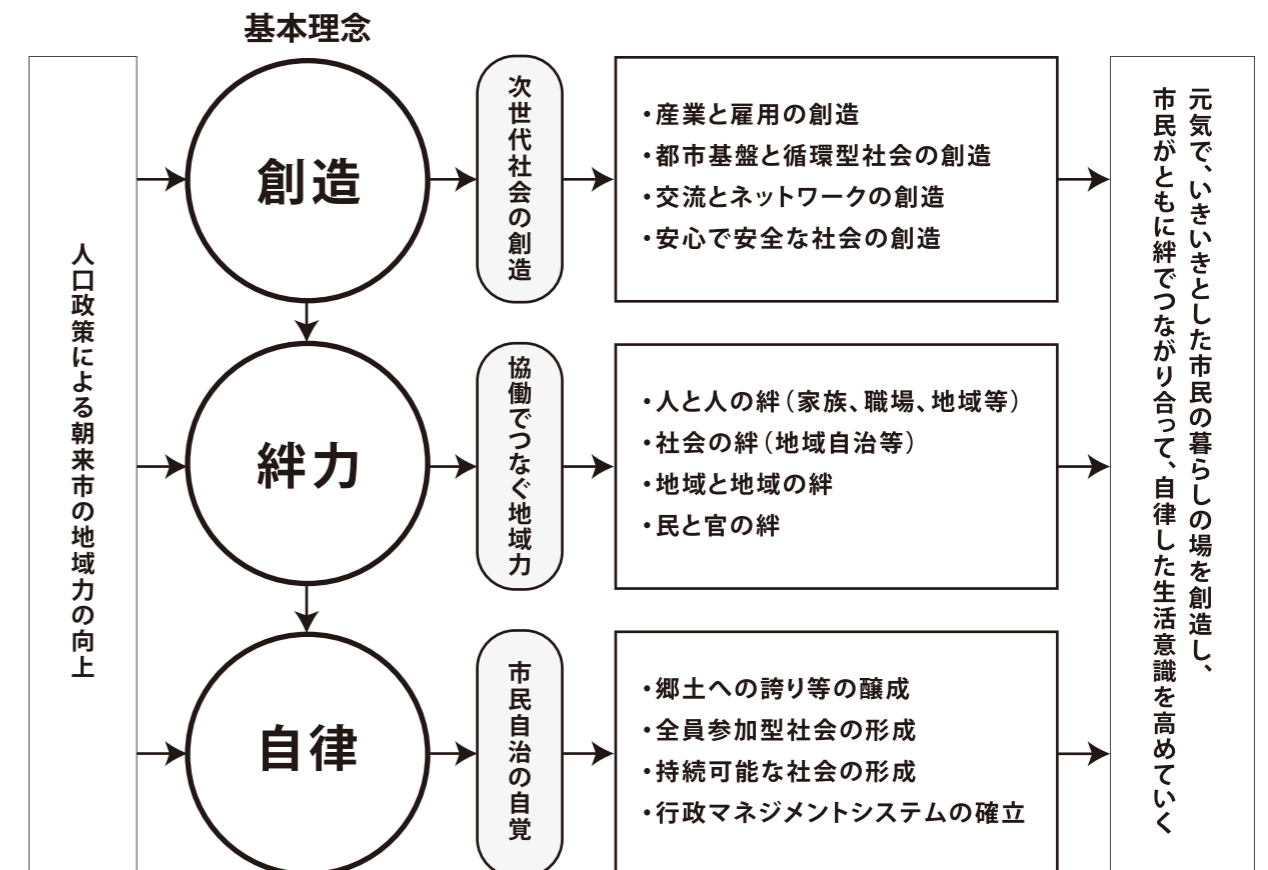 基本理念
人口政策による朝来市の地域力の向上
創造
次世代社会の創造
・産業と雇用の創造
・都市基盤と循環型社会の創造
・交流とネットワークの創造
・安心で安全な社会の創造
絆力
協働でつなぐ地域力
・人と人の絆（家族、職場、地域等）
・社会の絆（地域自治等）
・地域と地域の絆
・民と官の絆
自律
市民自治の自覚
・郷土への誇り等の醸成
・全員参加型社会の形成
・持続可能な社会の形成
・行政マネジメントシステムの確立
元気で、いきいきとした市民の暮らしの場を創造し、
市民がともに絆でつながり合って、自律した生活意識を高めていく